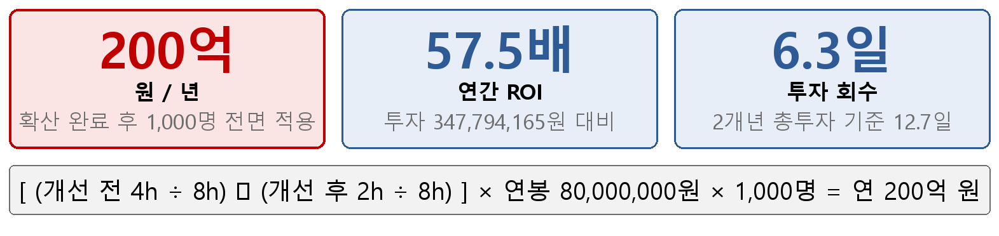 200억
원 / 년
확산 완료 후 1,000명 전면 적용
57.5배
연간 ROI
투자 347,794,165원 대비
6.3일
투자 회수
2개년 총투자 기준 12.7일
[ (개선 전 4h ÷ 8h) □ (개선 후 2h ÷ 8h) ] × 연봉 80,000,000원 × 1,000명 = 연 200억 원